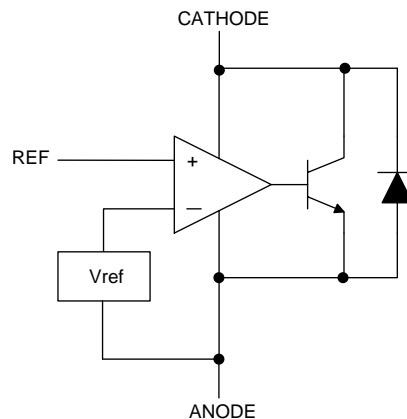 CATHODE
REF
+
−
Vref
ANODE